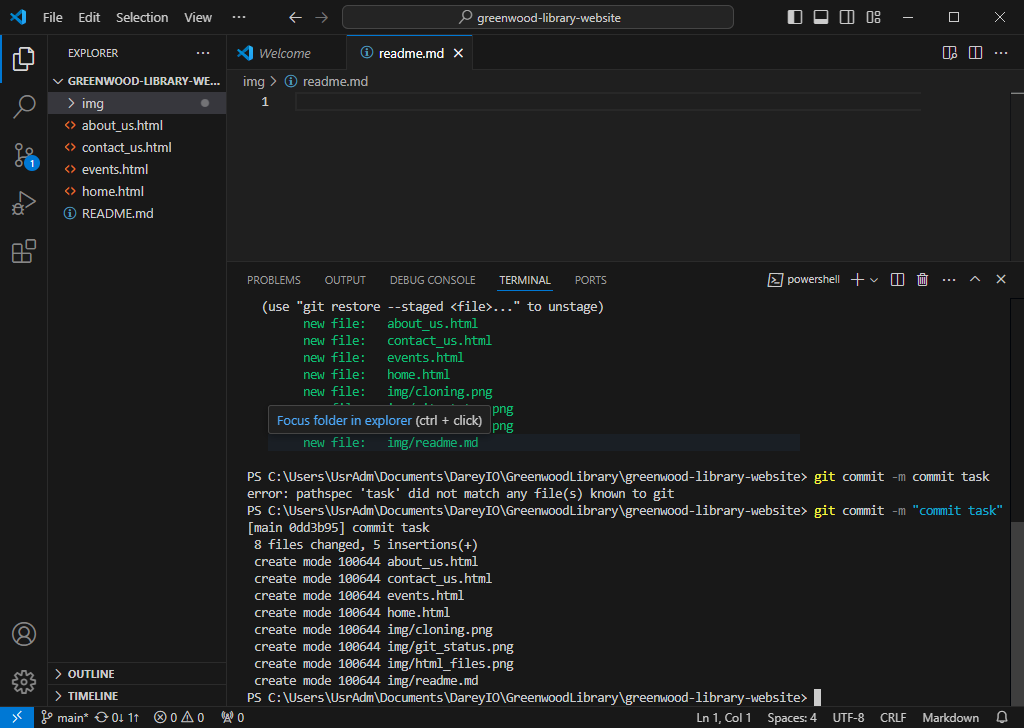 File Edit Selection View ··· greenwood-library-website
EXPLORER ···
GREENWOOD-LIBRARY-WE...
img
about_us.html
contact_us.html
events.html
home.html
README.md
OUTLINE
TIMELINE
1
Welcome readme.md
img > readme.md
1
PROBLEMS OUTPUT DEBUG CONSOLE TERMINAL PORTS powershell
(use "git restore --staged <file>..." to unstage)
new file: about_us.html
new file: contact_us.html
new file: events.html
new file: home.html
new file: img/cloning.png
png
Focus folder in explorer (ctrl + click)
png
new file: img/readme.md
PS C:\Users\UsrAdm\Documents\DareyIO\GreenwoodLibrary\greenwood-library-website> git commit -m commit task
error: pathspec 'task' did not match any file(s) known to git
PS C:\Users\UsrAdm\Documents\DareyIO\GreenwoodLibrary\greenwood-library-website> git commit -m "commit task"
[main 0dd3b95] commit task
8 files changed, 5 insertions(+)
create mode 100644 about_us.html
create mode 100644 contact_us.html
create mode 100644 events.html
create mode 100644 home.html
create mode 100644 img/cloning.png
create mode 100644 img/git_status.png
create mode 100644 img/html_files.png
create mode 100644 img/readme.md
PS C:\Users\UsrAdm\Documents\DareyIO\GreenwoodLibrary\greenwood-library-website>
main* 0↓ 1↑ 0 0 0 Ln 1, Col 1 Spaces: 4 UTF-8 CRLF Markdown